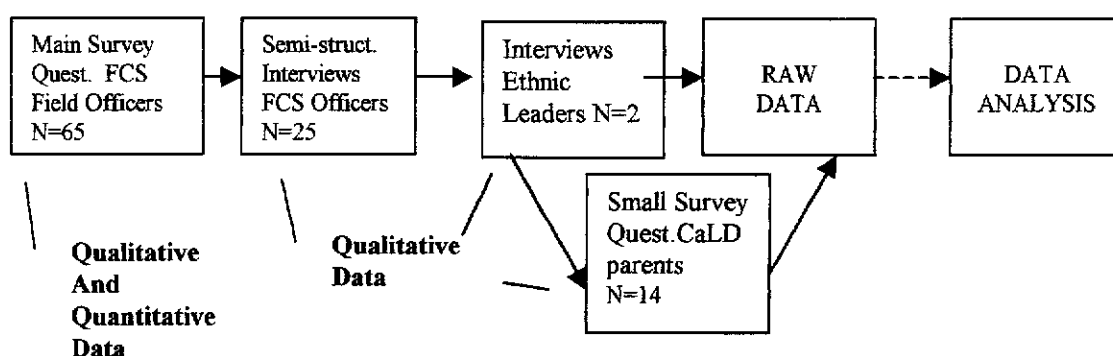 Main Survey
Quest. FCS
Field Officers
N=65
Semi-struct.
Interviews
FCS Officers
N=25
Interviews
Ethnic
Leaders N=2
RAW
DATA
DATA
ANALYSIS
Small Survey
Quest.CaLD
parents
N=14
Qualitative
And
Quantitative
Data
Qualitative
Data